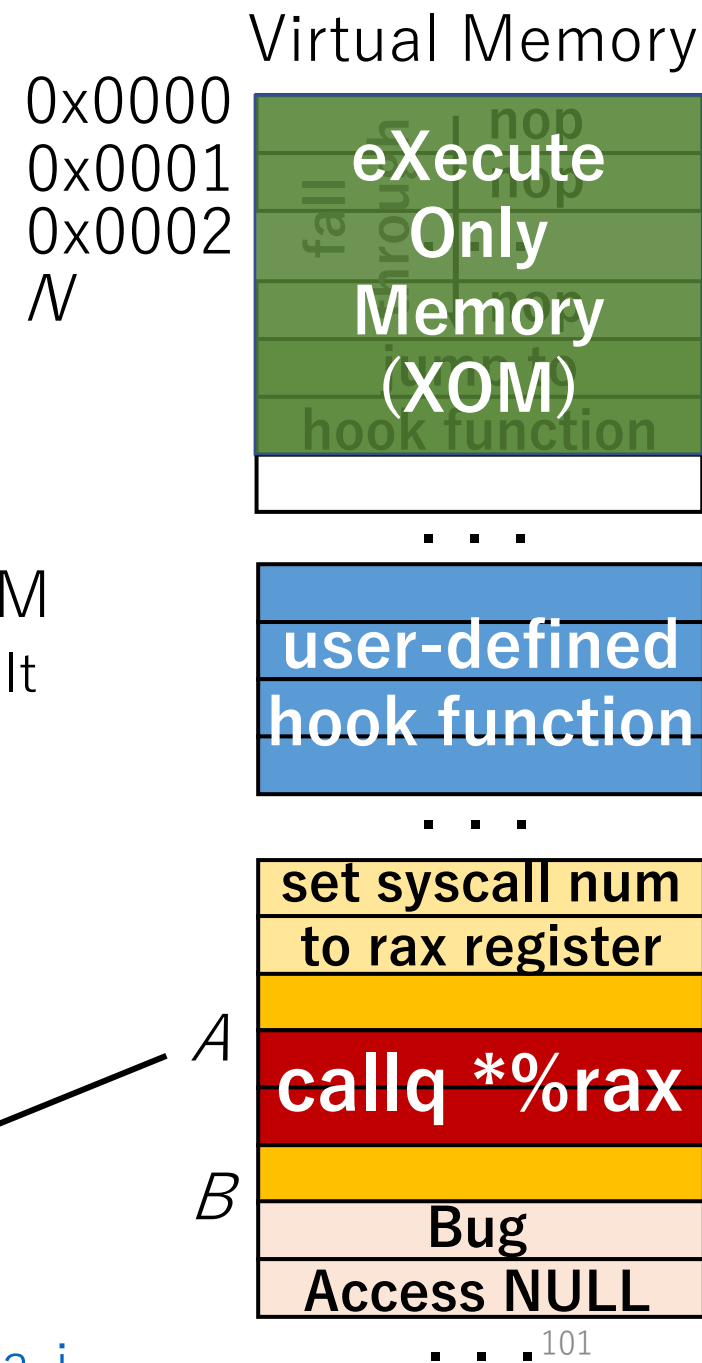 Virtual Memory
0x0000
0x0001
0x0002
N
nop
nop
fall
through
. . .
nop
jump to
hook function
eXecute
Only
Memory
(XOM)
. . .
M
lt
user-defined
hook function
. . .
set syscall num
to rax register
A
callq *%rax
B
Bug
Access NULL
. . .
101
a i